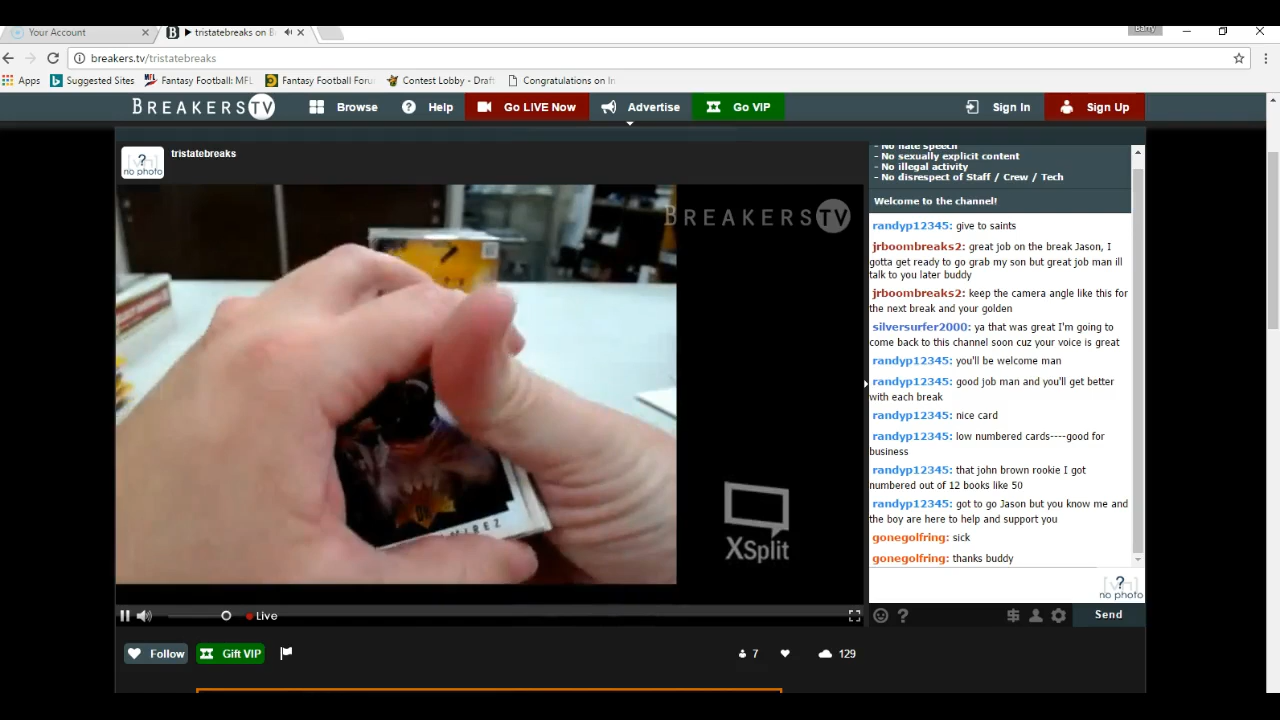 Your Account
tristatebreaks on B
Barry
breakers.tv/tristatebreaks
Apps
Suggested Sites
Fantasy Football: MFL
Fantasy Football Foru
Contest Lobby - Draft
Congratulations on In
BREAKERS TV
Browse
Help
Go LIVE Now
Advertise
Go VIP
Sign In
Sign Up
? no photo
tristatebreaks
BREAKERS TV
XSplit
Live
Follow
Gift VIP
7
129
- No hate speech
- No sexually explicit content
- No illegal activity
- No disrespect of Staff / Crew / Tech
Welcome to the channel!
randyp12345: give to saints
jrboombreaks2: great job on the break Jason, I
gotta get ready to go grab my son but great job man ill
talk to you later buddy
jrboombreaks2: keep the camera angle like this for
the next break and your golden
silversurfer2000: ya that was great I'm going to
come back to this channel soon cuz your voice is great
randyp12345: you'll be welcome man
randyp12345: good job man and you'll get better
with each break
randyp12345: nice card
randyp12345: low numbered cards----good for
business
randyp12345: that john brown rookie I got
numbered out of 12 books like 50
randyp12345: got to go Jason but you know me and
the boy are here to help and support you
gonegolfring: sick
gonegolfring: thanks buddy
? no photo
Send